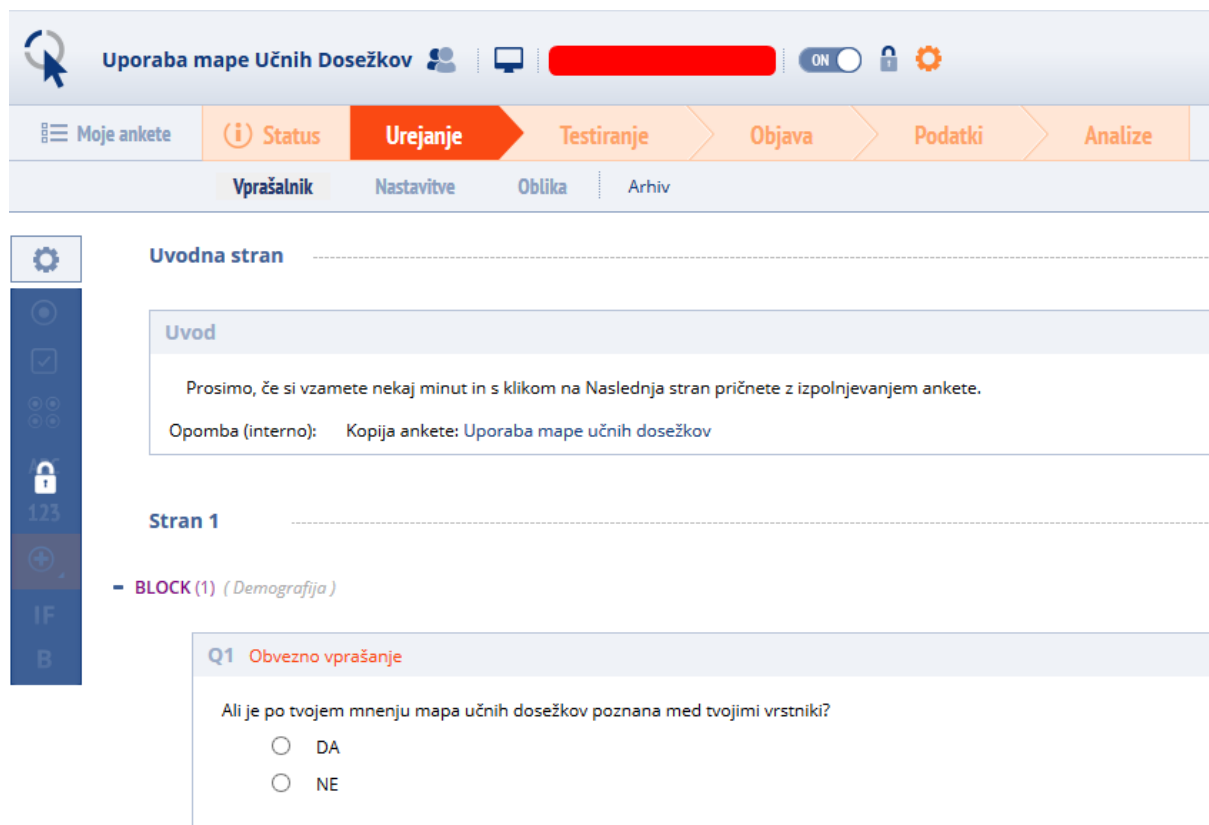 Uporaba mape Učnih Dosežkov
ON
Moje ankete
Status
Urejanje
Testiranje
Objava
Podatki
Analize
Vprašalnik
Nastavitve
Oblika
Arhiv
Uvodna stran
Uvod
Prosimo, če si vzamete nekaj minut in s klikom na Naslednja stran pričnete z izpolnjevanjem ankete.
Opomba (interno): Kopija ankete: Uporaba mape učnih dosežkov
123
Stran 1
BLOCK (1) ( Demografija )
IF
B
Q1 Obvezno vprašanje
Ali je po tvojem mnenju mapa učnih dosežkov poznana med tvojimi vrstniki?
DA
NE